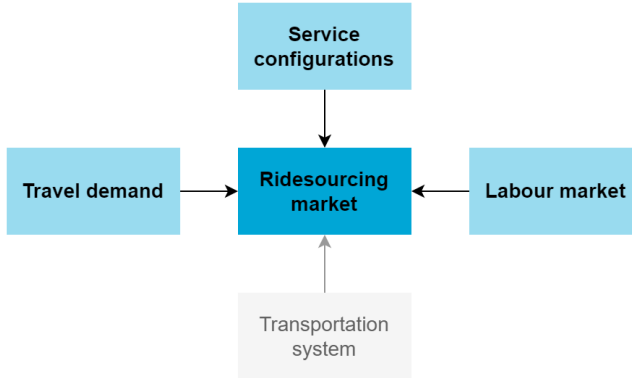 Service
configurations
Travel demand
Ridesourcing
market
Labour market
Transportation
system